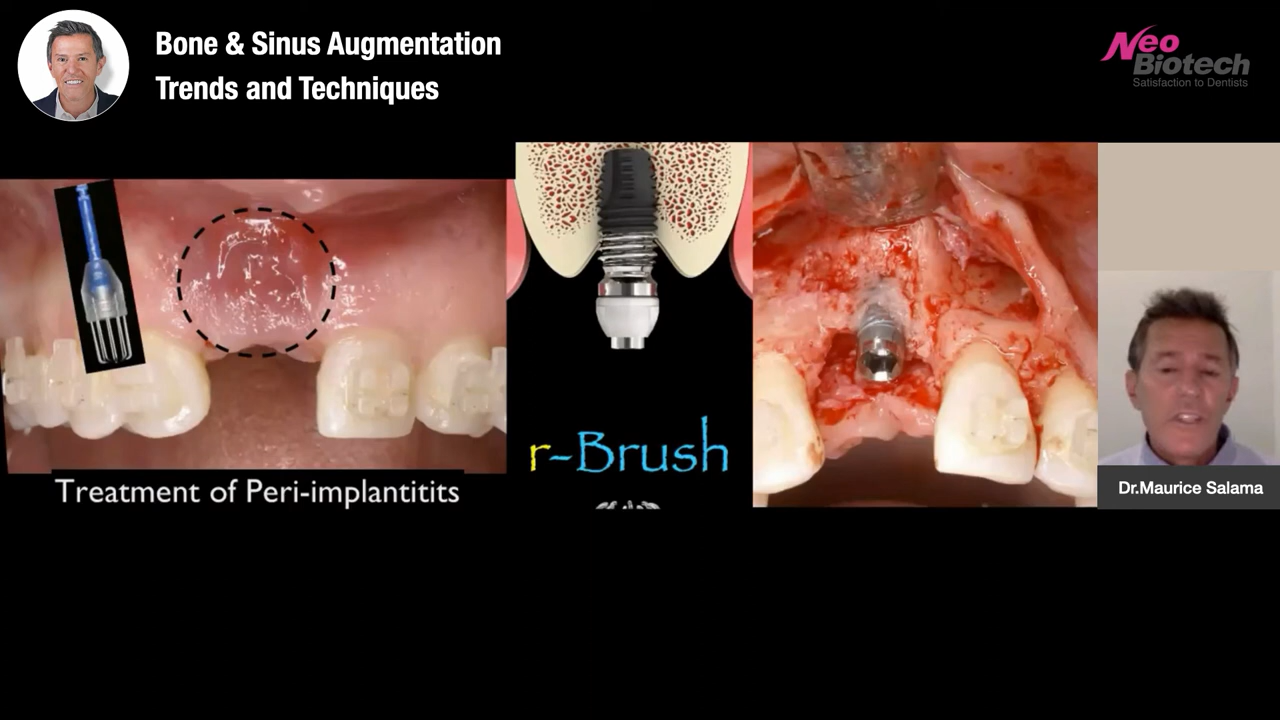 Bone & Sinus Augmentation
Trends and Techniques
Neo
Biotech
Satisfaction to Dentists
r-Brush
Treatment of Peri-implantitits
Dr.Maurice Salama